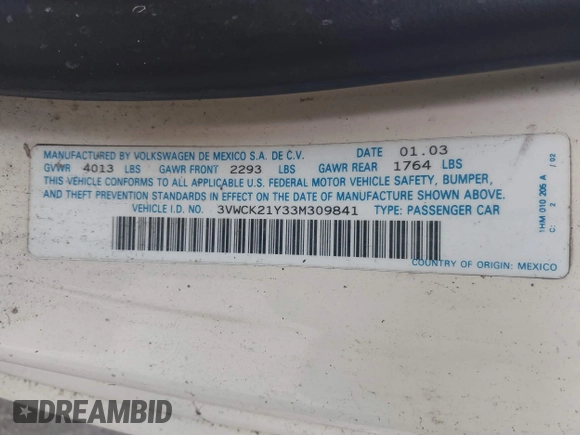 MANUFACTURED BY VOLKSWAGEN DE MEXICO S.A. DE C.V. DATE 01.03
GVWR 4013 LBS GAWR FRONT 2293 LBS GAWR REAR 1764 LBS
THIS VEHICLE CONFORMS TO ALL APPLICABLE U.S. FEDERAL MOTOR VEHICLE SAFETY, BUMPER,
AND THEFT PREVENTION STANDARDS IN EFFECT ON THE DATE OF MANUFACTURE SHOWN ABOVE.
VEHICLE I.D. NO. 3VWCK21Y33M309841 TYPE: PASSENGER CAR
COUNTRY OF ORIGIN: MEXICO
1HM 010 205 A
C: 2 / 02
DREAMBID